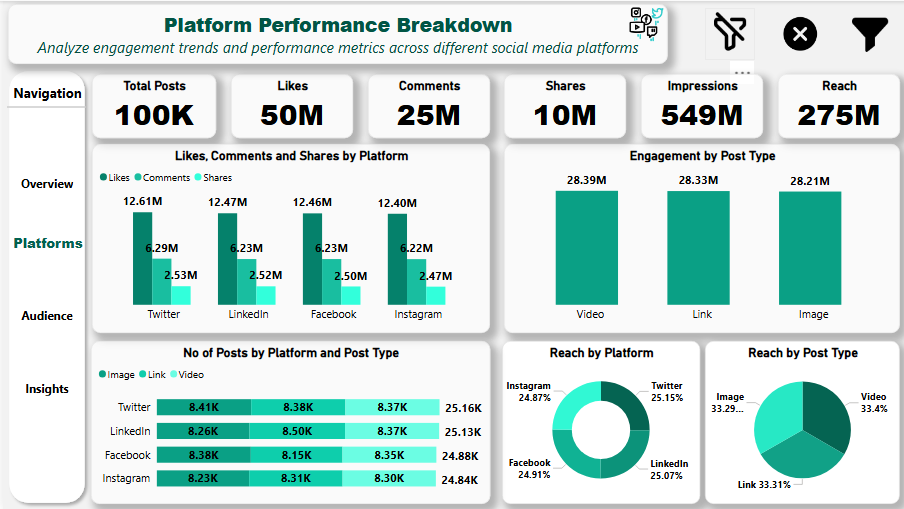 Platform Performance Breakdown
Analyze engagement trends and performance metrics across different social media platforms
Navigation
Overview
Platforms
Audience
Insights
Total Posts
100K
Likes
50M
Comments
25M
Shares
10M
Impressions
549M
Reach
275M
Likes, Comments and Shares by Platform
Likes Comments Shares
12.61M 12.47M 12.46M 12.40M
6.29M 6.23M 6.23M 6.22M
2.53M 2.52M 2.50M 2.47M
Twitter LinkedIn Facebook Instagram
Engagement by Post Type
28.39M 28.33M 28.21M
Video Link Image
No of Posts by Platform and Post Type
Image Link Video
Twitter 8.41K 8.38K 8.37K 25.16K
LinkedIn 8.26K 8.50K 8.37K 25.13K
Facebook 8.38K 8.15K 8.35K 24.88K
Instagram 8.23K 8.31K 8.30K 24.84K
Reach by Platform
Instagram
24.87%
Twitter
25.15%
Facebook
24.91%
LinkedIn
25.07%
Reach by Post Type
Image
33.29...
Video
33.4%
Link 33.31%